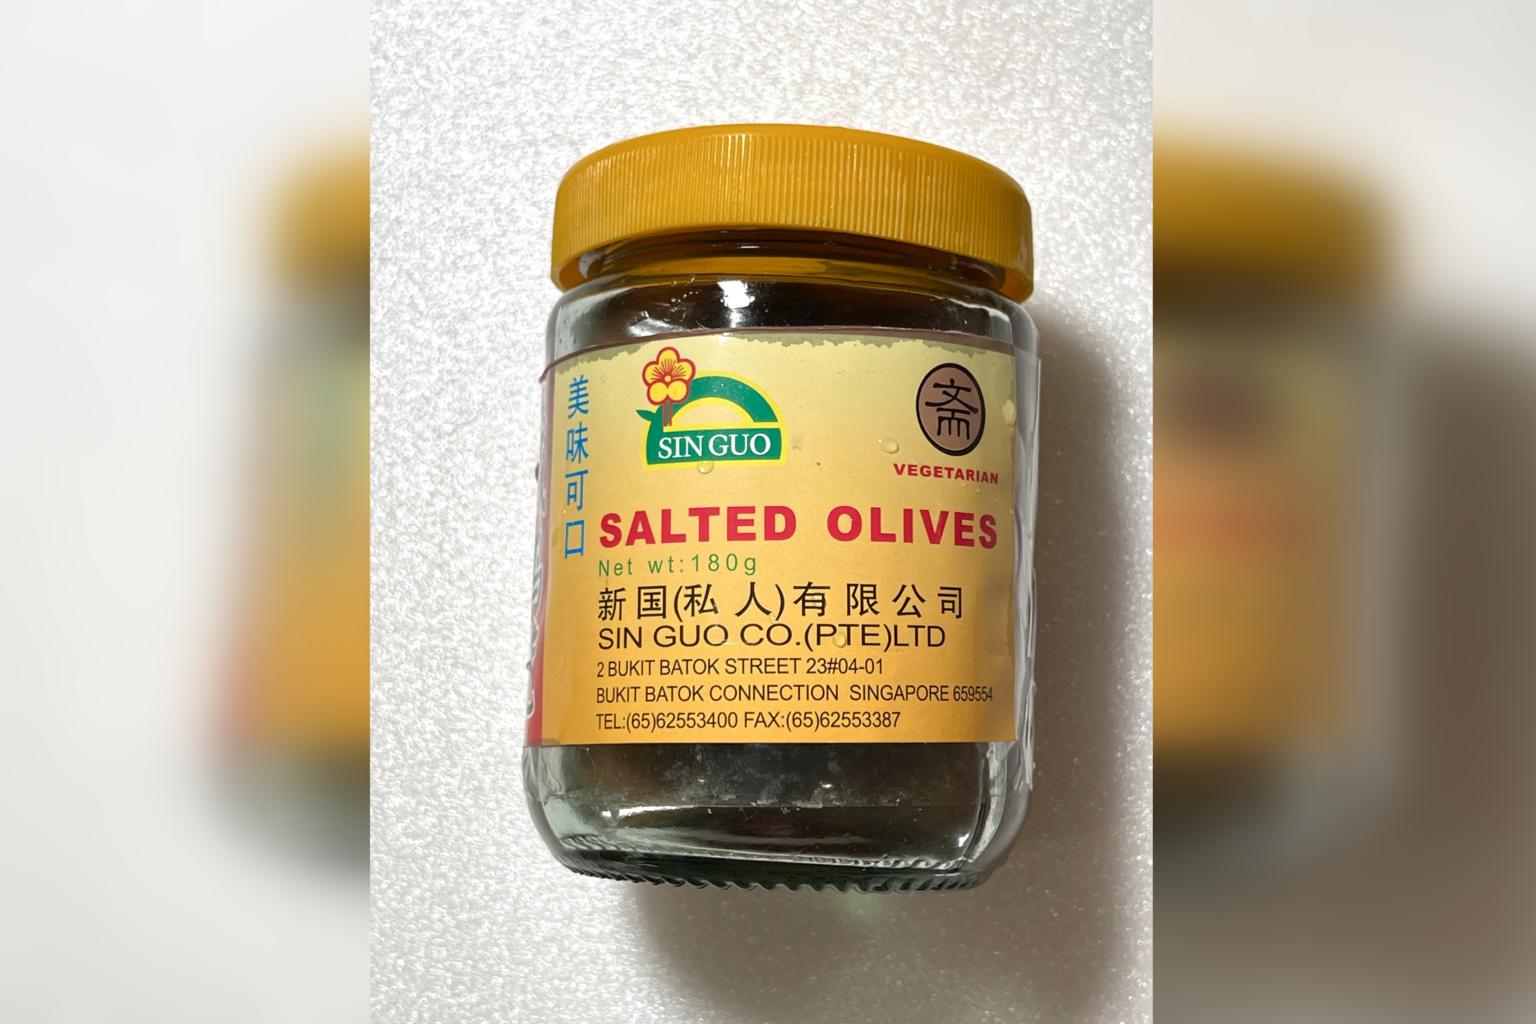 美味可口
SIN GUO
斋
VEGETARIAN
SALTED OLIVES
Net wt:180g
新国(私人)有限公司
SIN GUO CO.(PTE)LTD
2 BUKIT BATOK STREET 23#04-01
BUKIT BATOK CONNECTION SINGAPORE 659554
TEL:(65)62553400 FAX:(65)62553387